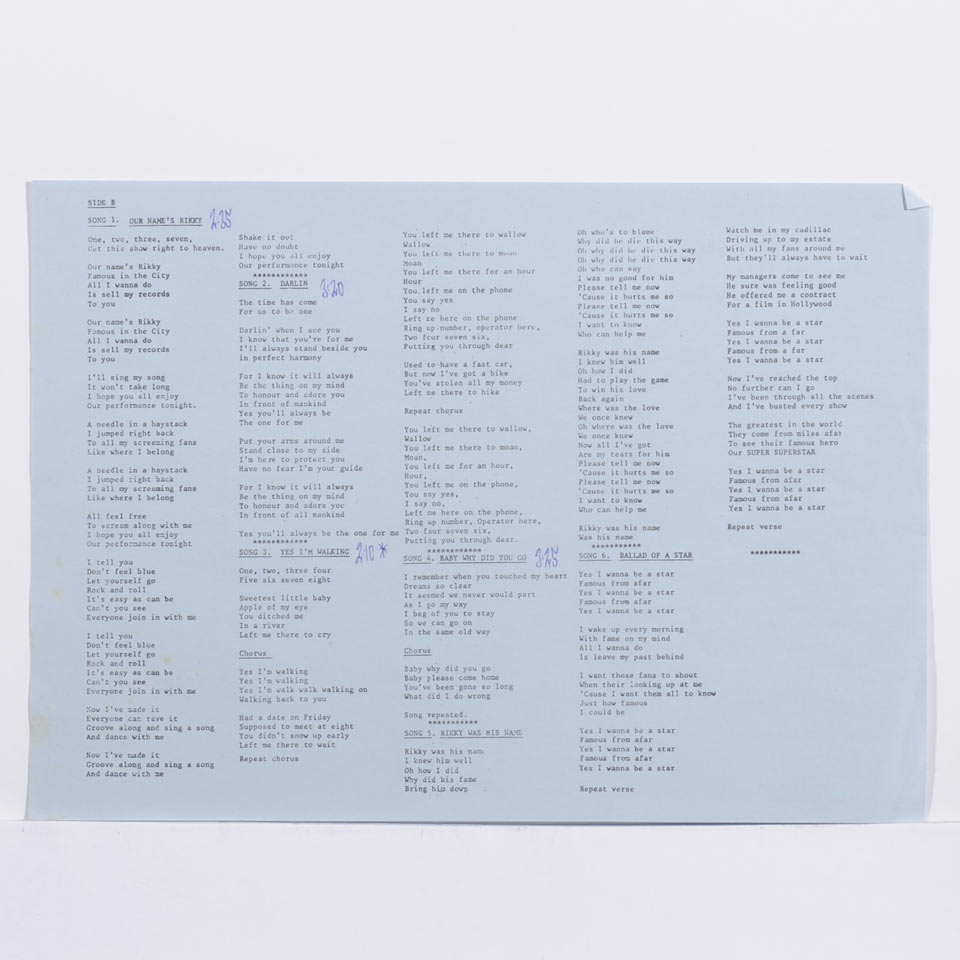 SIDE B
SONG 1. OUR NAME'S RIKKY 2:35
One, two, three, seven,
Get this show right to heaven.
Our name's Rikky
Famous in the City
All I wanna do
Is sell my records
To you
Our name's Rikky
Famous in the City
All I wanna do
Is sell my records
To you
I'll sing my song
It won't take long
I hope you all enjoy
Our performance tonight.
A needle in a haystack
I jumped right back
To all my screeming fans
Like where I belong
A needle in a haystack
I jumped right back
To all my screeming fans
Like where I belong
All feel free
To scream along with me
I hope you all enjoy
Our performance tonight
I tell you
Don't feel blue
Let yourself go
Rock and roll
It's easy as can be
Can't you see
Everyone join in with me
I tell you
Don't feel blue
Let yourself go
Rock and roll
It's easy as can be
Can't you see
Everyone join in with me
Now I've made it
Everyone can rave it
Groove along and sing a song
And dance with me
Now I've made it
Groove along and sing a song
And dance with me
Shake it out
Have no doubt
I hope you all enjoy
Our performance tonight
************
SONG 2. DARLIN 3:20
The time has come
For us to be one
Darlin' when I see you
I know that you're for me
I'll always stand beside you
in perfect harmony
For I know it will always
Be the thing on my mind
To honour and adore you
In front of mankind
Yes you'll always be
The one for me
Put your arms around me
Stand close to my side
I'm here to protect you
Have no fear I'm your guide
For I know it will always
Be the thing on my mind
To honour and adore you
In front of all mankind
Yes you'll always be the one for me
************
SONG 3. YES I'M WALKING 2:10 *
One, two, three four
Five six seven eight
Sweetest little baby
Apple of my eye
You ditched me
In a river
Left me there to cry
Chorus
Yes I'm walking
Yes I'm walking
Yes I'm walk walk walking on
Walking back to you
Had a date on Friday
Supposed to meet at eight
You didn't show up early
Left me there to wait
Repeat chorus
You left me there to wallow
Wallow
You left me there to moan
Moan
You left me there for an hour
Hour
You left me on the phone
You say yes
I say no
Left me here on the phone
Ring up number, operator here,
Two four seven six,
Putting you through dear
Used to have a fast car,
But now I've got a bike
You've stolen all my money
Left me there to hike
Repeat chorus
You left me there to wallow,
Wallow
You left me there to moan,
Moan,
You left me for an hour,
Hour,
You left me on the phone,
You say yes,
I say no,
Left me here on the phone,
Ring up number, Operator here,
Two four seven six,
Putting you through dear.
************
SONG 4. BABY WHY DID YOU GO 3:25
I remember when you touched my heart
Dreams so clear
It seemed we never would part
As I go my way
I beg of you to stay
So we can go on
In the same old way
Chorus
Baby why did you go
Baby please come home
You've been gone so long
What did I do wrong
Song repeated.
***********
SONG 5. RIKKY WAS HIS NAME
Rikky was his name
I knew him well
Oh how I did
Why did his fame
Bring him down
Oh who's to blame
Why did he die this way
Oh why did he die this way
Oh why did he die this way
Oh who can say
I was no good for him
Please tell me now
'Cause it hurts me so
Please tell me now
'Cause it hurts me so
I want to know
Who can help me
Rikky was his name
I knew him well
Oh how I did
Had to play the game
To win his love
Back again
Where was the love
We once knew
Oh where was the love
We once knew
Now all I've got
Are my tears for him
Please tell me now
'Cause it hurts me so
Please tell me now
'Cause it hurts me so
I want to know
Who can help me
Rikky was his name
Was his name
***********
SONG 6. BALLAD OF A STAR
Yes I wanna be a star
Famous from afar
Yes I wanna be a star
Famous from afar
Yes I wanna be a star
I wake up every morning
With fame on my mind
All I wanna do
Is leave my past behind
I want those fans to shout
When their looking up at me
'Cause I want them all to know
Just how famous
I could be
Yes I wanna be a star
Famous from afar
Yes I wanna be a star
Famous from afar
Yes I wanna be a star
Repeat verse
Watch me in my cadillac
Driving up to my estate
With all my fans around me
But they'll always have to wait
My managers come to see me
He sure was feeling good
He offered me a contract
For a film in Hollywood
Yes I wanna be a star
Famous from a far
Yes I wanna be a star
Famous from a far
Yes I wanna be a star
Now I've reached the top
No further can I go
I've been through all the scenes
And I've busted every show
The greatest in the world
They come from miles afar
To see their famous hero
Our SUPER SUPERSTAR
Yes I wanna be a star
Famous from afar
Yes I wanna be a star
Famous from afar
Yes I wanna be a star
Repeat verse
***********